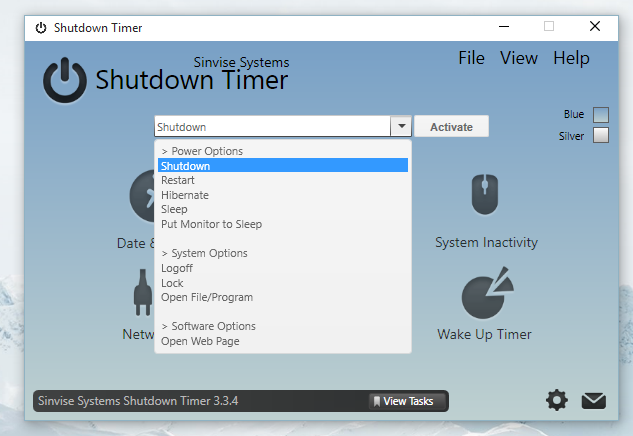 Shutdown Timer
Sinvise Systems
Shutdown Timer
File View Help
Shutdown
Activate
Blue
Silver
> Power Options
Shutdown
Restart
Hibernate
Sleep
Put Monitor to Sleep
> System Options
Logoff
Lock
Open File/Program
> Software Options
Open Web Page
Date &
System Inactivity
Netw
Wake Up Timer
Sinvise Systems Shutdown Timer 3.3.4
View Tasks